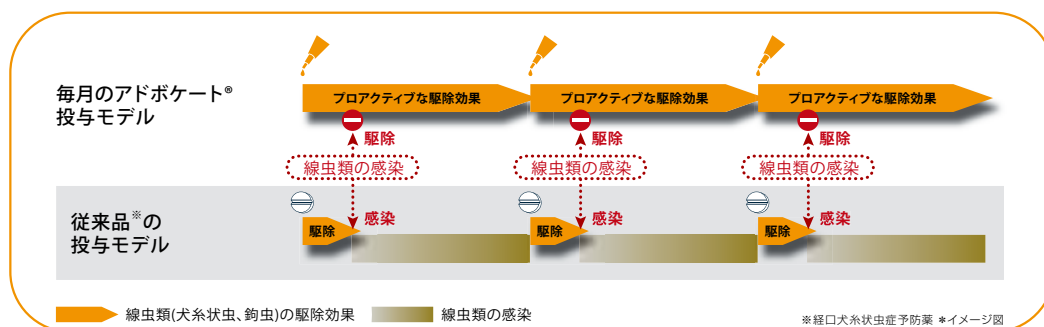 毎月のアドボケート®
投与モデル
プロアクティブな駆除効果
プロアクティブな駆除効果
プロアクティブな駆除効果
駆除
駆除
駆除
線虫類の感染
線虫類の感染
線虫類の感染
従来品※の
投与モデル
感染
感染
感染
駆除
駆除
駆除
線虫類(犬糸状虫、鉤虫)の駆除効果
線虫類の感染
※経口犬糸状虫症予防薬 *イメージ図